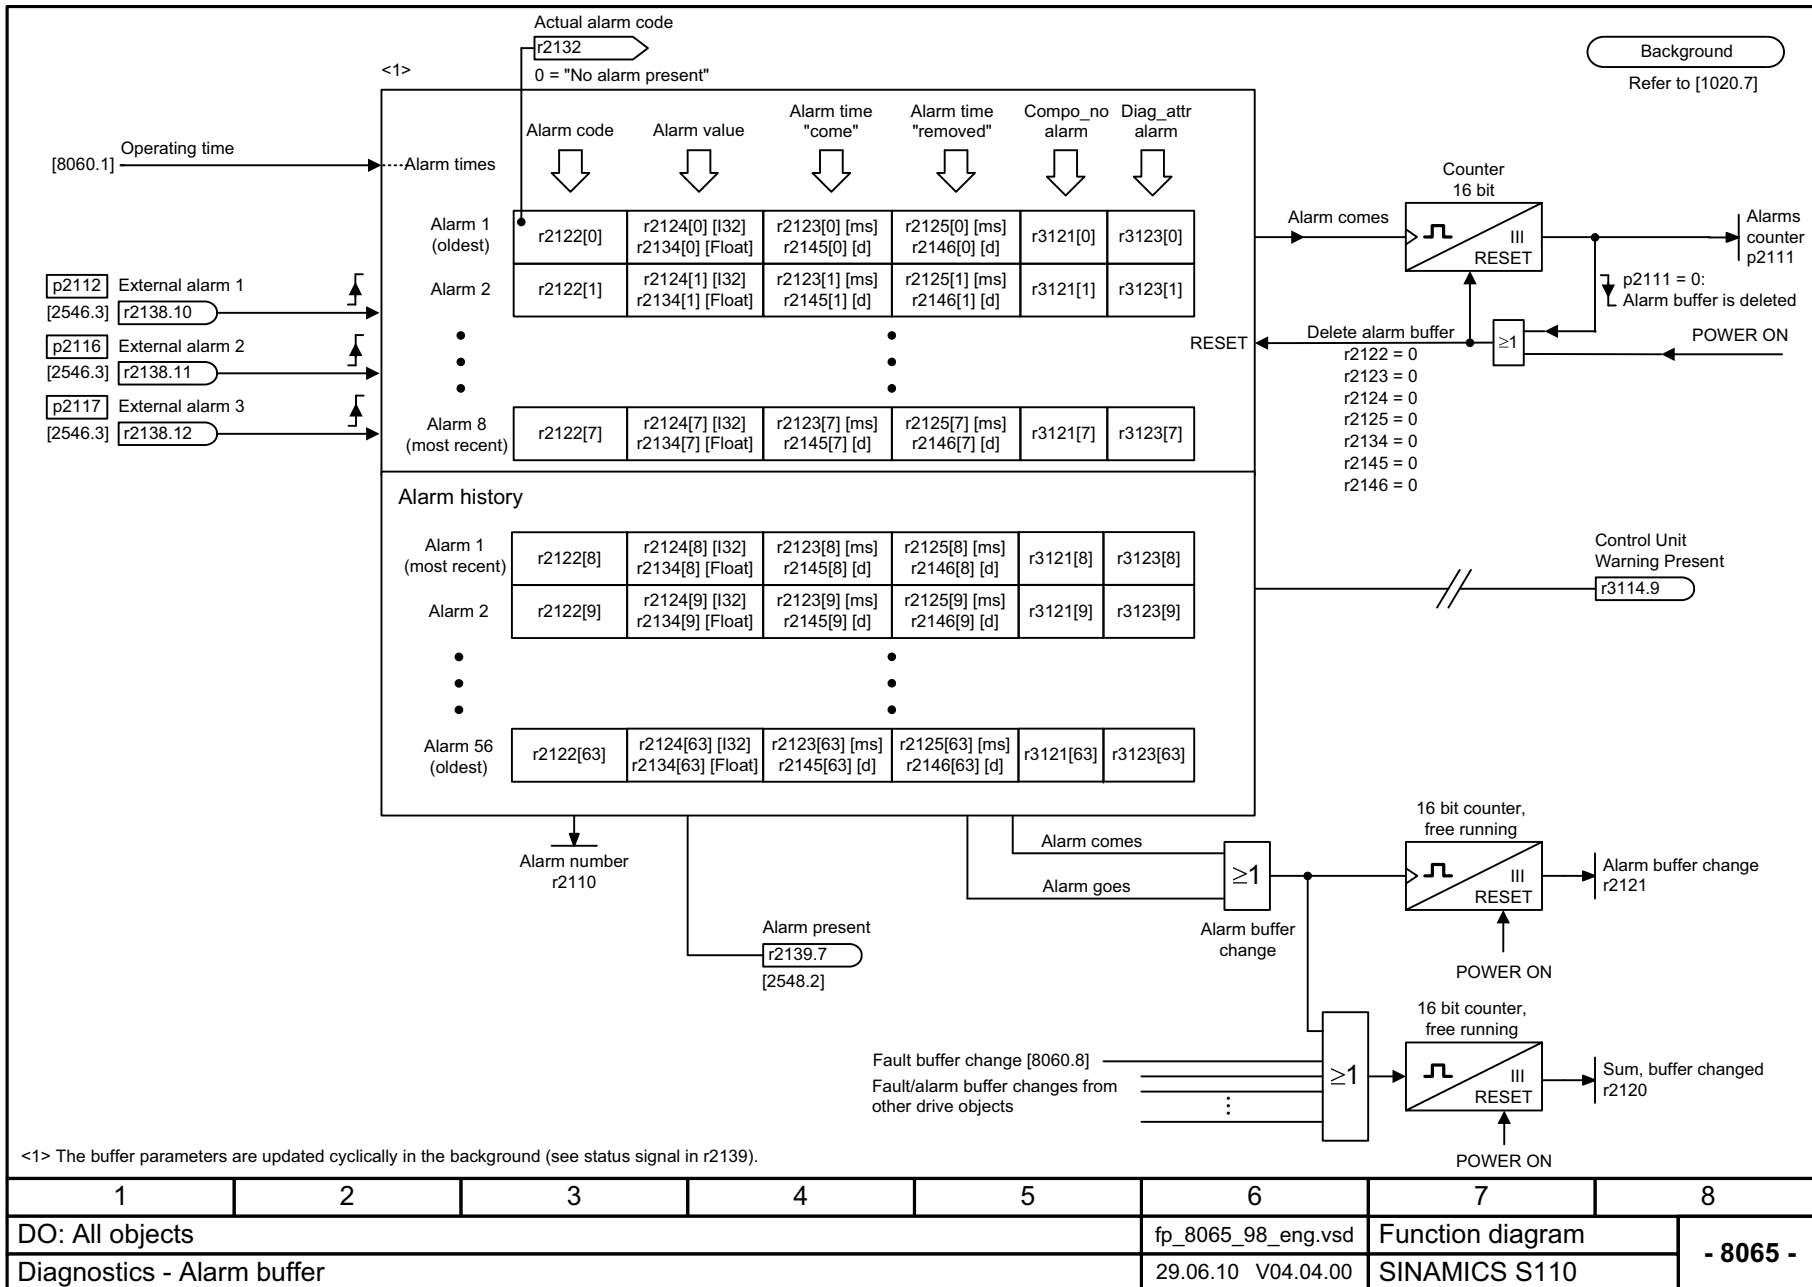 Actual alarm code
r2132
0 = "No alarm present"
<1>
Background
Refer to [1020.7]
Alarm code
Alarm value
Alarm time
"come"
Alarm time
"removed"
Compo_no
alarm
Diag_attr
alarm
[8060.1]
Operating time
Alarm times
Alarm 1
(oldest)
r2122[0]
r2124[0] [I32]
r2134[0] [Float]
r2123[0] [ms]
r2145[0] [d]
r2125[0] [ms]
r2146[0] [d]
r3121[0]
r3123[0]
Alarm 2
r2122[1]
r2124[1] [I32]
r2134[1] [Float]
r2123[1] [ms]
r2145[1] [d]
r2125[1] [ms]
r2146[1] [d]
r3121[1]
r3123[1]
Alarm 8
(most recent)
r2122[7]
r2124[7] [I32]
r2134[7] [Float]
r2123[7] [ms]
r2145[7] [d]
r2125[7] [ms]
r2146[7] [d]
r3121[7]
r3123[7]
p2112 External alarm 1
[2546.3] r2138.10
p2116 External alarm 2
[2546.3] r2138.11
p2117 External alarm 3
[2546.3] r2138.12
Alarm comes
Counter
16 bit
III
RESET
Alarms
counter
p2111
p2111 = 0:
Alarm buffer is deleted
POWER ON
≥1
RESET
Delete alarm buffer
r2122 = 0
r2123 = 0
r2124 = 0
r2125 = 0
r2134 = 0
r2145 = 0
r2146 = 0
Alarm history
Alarm 1
(most recent)
r2122[8]
r2124[8] [I32]
r2134[8] [Float]
r2123[8] [ms]
r2145[8] [d]
r2125[8] [ms]
r2146[8] [d]
r3121[8]
r3123[8]
Alarm 2
r2122[9]
r2124[9] [I32]
r2134[9] [Float]
r2123[9] [ms]
r2145[9] [d]
r2125[9] [ms]
r2146[9] [d]
r3121[9]
r3123[9]
Alarm 56
(oldest)
r2122[63]
r2124[63] [I32]
r2134[63] [Float]
r2123[63] [ms]
r2145[63] [d]
r2125[63] [ms]
r2146[63] [d]
r3121[63]
r3123[63]
Control Unit
Warning Present
r3114.9
Alarm number
r2110
Alarm present
r2139.7
[2548.2]
Alarm comes
Alarm goes
≥1
Alarm buffer
change
16 bit counter,
free running
III
RESET
POWER ON
Alarm buffer change
r2121
Fault buffer change [8060.8]
Fault/alarm buffer changes from
other drive objects
≥1
16 bit counter,
free running
III
RESET
POWER ON
Sum, buffer changed
r2120
<1> The buffer parameters are updated cyclically in the background (see status signal in r2139).
1 2 3 4 5 6 7 8
DO: All objects
fp_8065_98_eng.vsd
Function diagram
- 8065 -
Diagnostics - Alarm buffer
29.06.10 V04.04.00
SINAMICS S110